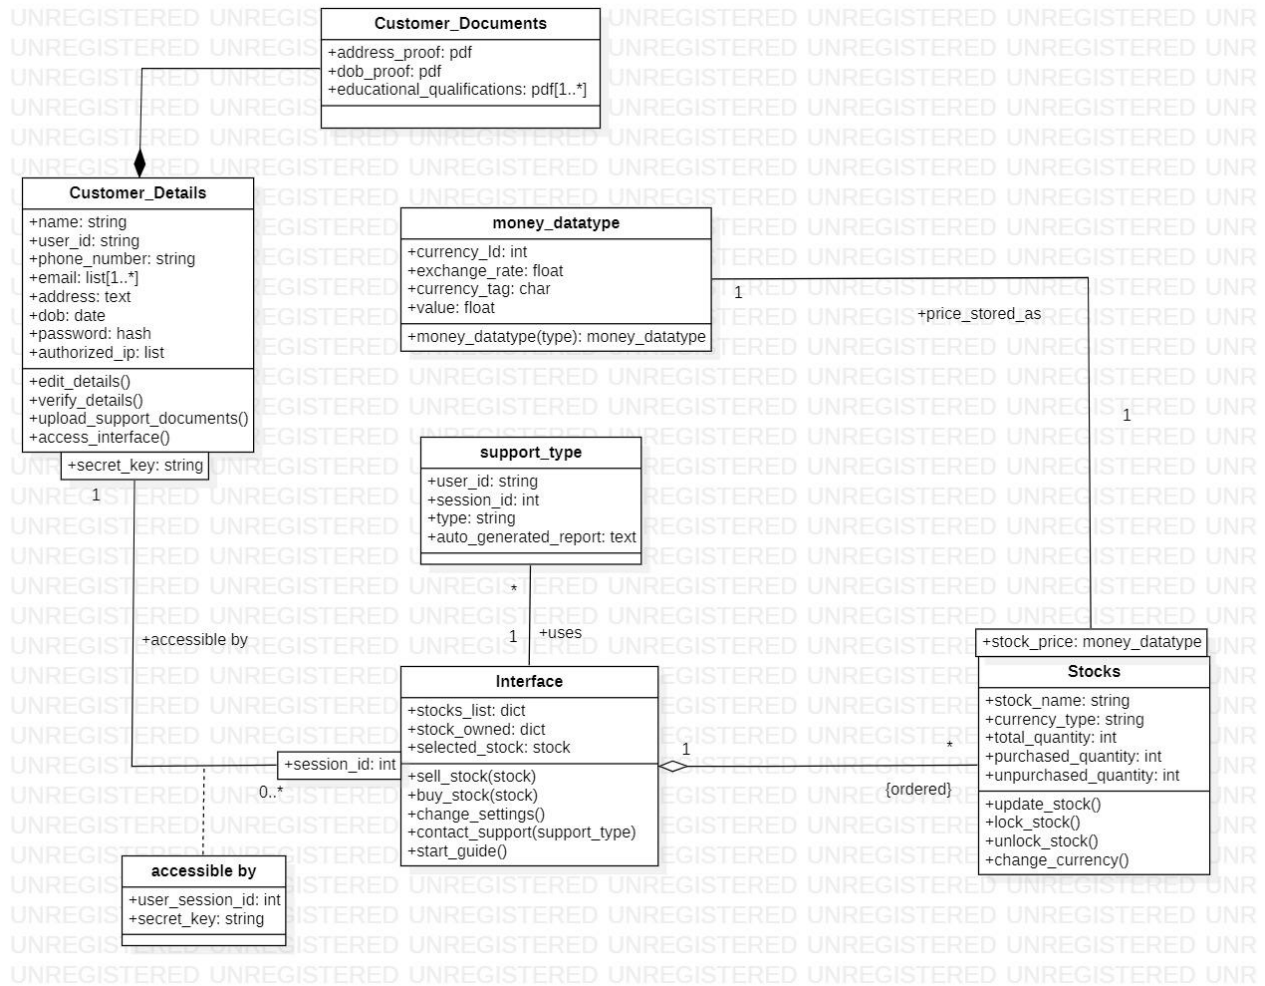 Customer_Documents
+address_proof: pdf
+dob_proof: pdf
+educational_qualifications: pdf[1..*]
Customer_Details
+name: string
+user_id: string
+phone_number: string
+email: list[1..*]
+address: text
+dob: date
+password: hash
+authorized_ip: list
+edit_details()
+verify_details()
+upload_support_documents()
+access_interface()
+secret_key: string
1
money_datatype
+currency_Id: int
+exchange_rate: float
+currency_tag: char
+value: float
+money_datatype(type): money_datatype
1
+price_stored_as
1
support_type
+user_id: string
+session_id: int
+type: string
+auto_generated_report: text
*
1
+uses
+accessible by
Interface
+stocks_list: dict
+stock_owned: dict
+selected_stock: stock
+sell_stock(stock)
+buy_stock(stock)
+change_settings()
+contact_support(support_type)
+start_guide()
+session_id: int
0..*
1
*
{ordered}
+stock_price: money_datatype
Stocks
+stock_name: string
+currency_type: string
+total_quantity: int
+purchased_quantity: int
+unpurchased_quantity: int
+update_stock()
+lock_stock()
+unlock_stock()
+change_currency()
accessible by
+user_session_id: int
+secret_key: string
UNREGISTERED